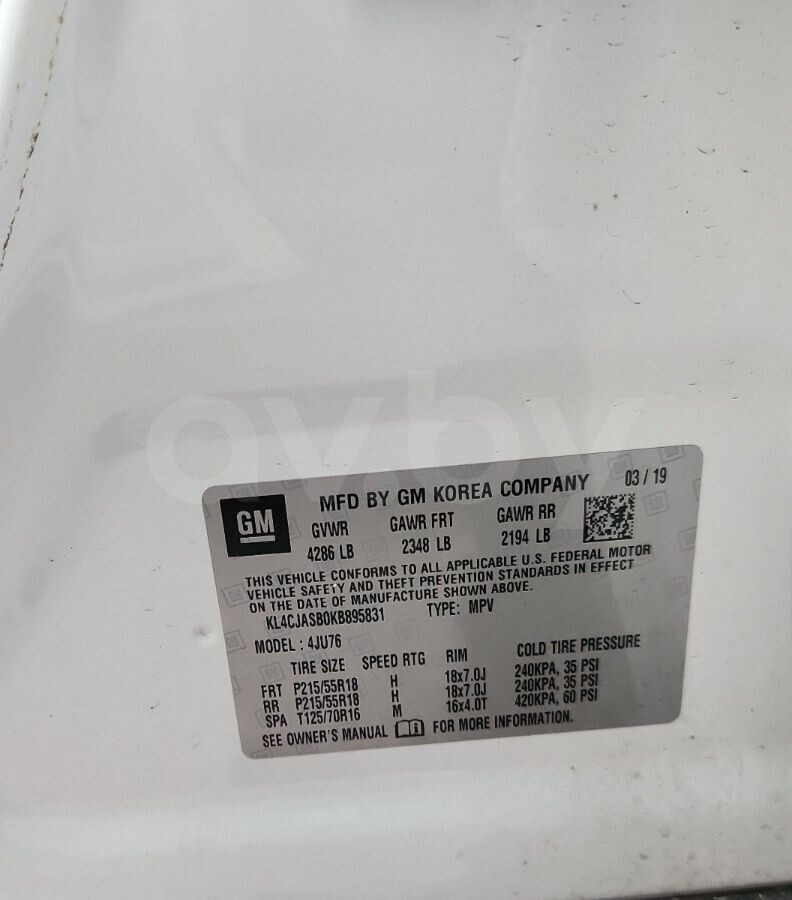 av.by
GM
MFD BY GM KOREA COMPANY 03 / 19
GVWR GAWR FRT GAWR RR
4286 LB 2348 LB 2194 LB
THIS VEHICLE CONFORMS TO ALL APPLICABLE U.S. FEDERAL MOTOR
VEHICLE SAFETY AND THEFT PREVENTION STANDARDS IN EFFECT
ON THE DATE OF MANUFACTURE SHOWN ABOVE.
KL4CJASB0KB895831 TYPE: MPV
MODEL : 4JU76
TIRE SIZE SPEED RTG RIM COLD TIRE PRESSURE
FRT P215/55R18 H 18x7.0J 240KPA, 35 PSI
RR P215/55R18 H 18x7.0J 240KPA, 35 PSI
SPA T125/70R16 M 16x4.0T 420KPA, 60 PSI
SEE OWNER'S MANUAL FOR MORE INFORMATION.